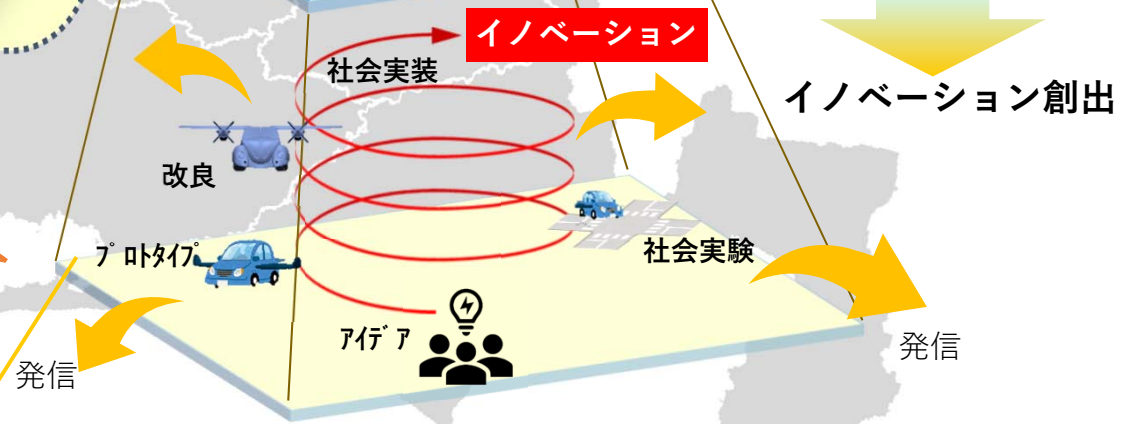 イノベーション
社会実装
イノベーション創出
改良
ﾌﾟﾛﾄﾀｲﾌﾟ
社会実験
ｱｲﾃﾞｱ
発信
発信